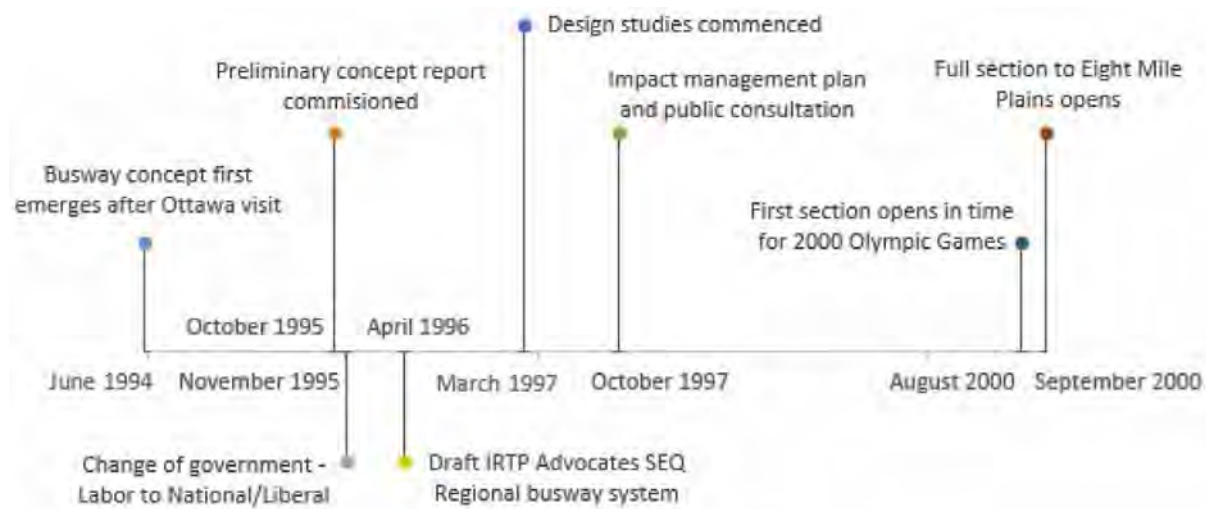 Design studies commenced
Preliminary concept report
commisioned
Impact management plan
and public consultation
Full section to Eight Mile
Plains opens
Busway concept first
emerges after Ottawa visit
First section opens in time
for 2000 Olympic Games
October 1995
April 1996
June 1994
November 1995
March 1997
October 1997
August 2000
September 2000
Change of government -
Labor to National/Liberal
Draft IRTP Advocates SEQ
Regional busway system